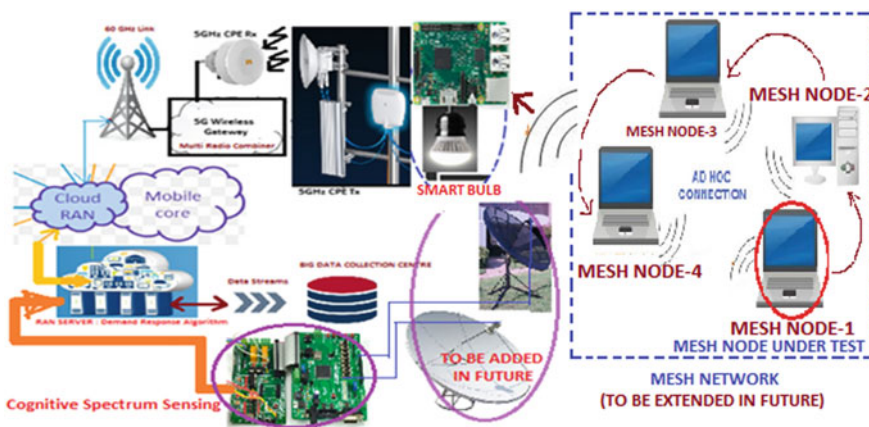 60 GHz Link
5GHz CPE Rx
5G Wireless
Gateway
Multi Radio Combiner
5GHz CPE Tx
SMART BULB
Cloud
RAN
Mobile
core
RAN SERVER : Demand Response Algorithm
Data Streams
BIG DATA COLLECTION CENTRE
Cognitive Spectrum Sensing
TO BE ADDED
IN FUTURE
MESH NODE-2
MESH NODE-3
AD HOC
CONNECTION
MESH NODE-4
MESH NODE-1
MESH NODE UNDER TEST
MESH NETWORK
(TO BE EXTENDED IN FUTURE)